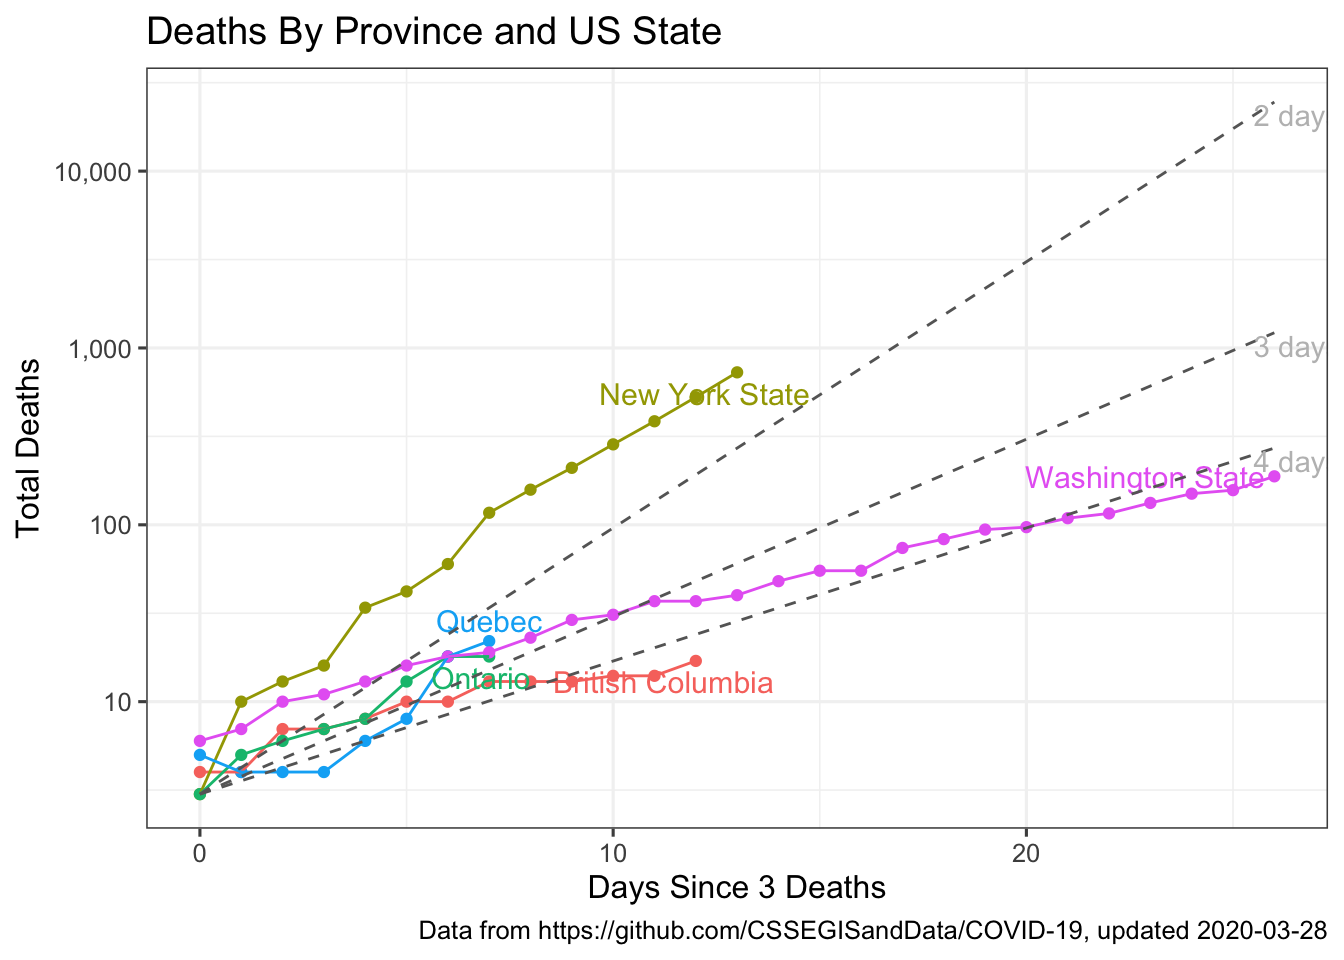 Deaths By Province and US State
Total Deaths
10,000
1,000
100
10
2 day
3 day
4 day
New York State
Washington State
Quebec
Ontario
British Columbia
0
10
20
Days Since 3 Deaths
Data from https://github.com/CSSEGISandData/COVID-19, updated 2020-03-28